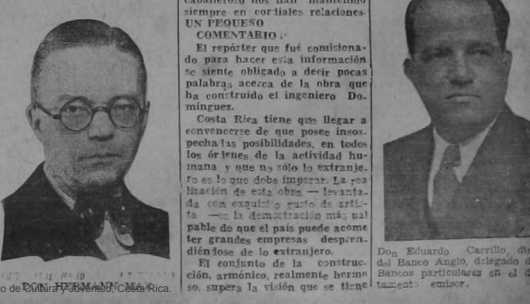 caballeroso nos han mantenido
siempre en cordiales relaciones.
UN PEQUEÑO
COMENTARIO:
El repórter que fué comisiona-
do para hacer esta información
se siente obligado a decir pocas
palabras acerca de la obra que
ha construido el ingeniero Do-
mínguez.
Costa Rica tiene que llegar a
convencerse de que posee insos-
pechadas posibilidades, en todos
los órdenes de la actividad hu-
mana y que no sólo lo extranje-
ro es lo que debe imperar. La rea-
lización de esta obra — levanta-
da con exquisito gusto de artis-
ta —es la demostración más pal
pable de que el país puede acome
ter grandes empresas despren-
diéndose de lo extranjero.
El conjunto de la construc-
ción, armónico, realmente hermo
so, supera la visión que se tiene
DON HERMANN
o de Cultura y Juventud, Costa Rica.
Don Eduardo Carrillo,
del Banco Anglo, delegado d
Bancos particulares en el
tamento emisor.